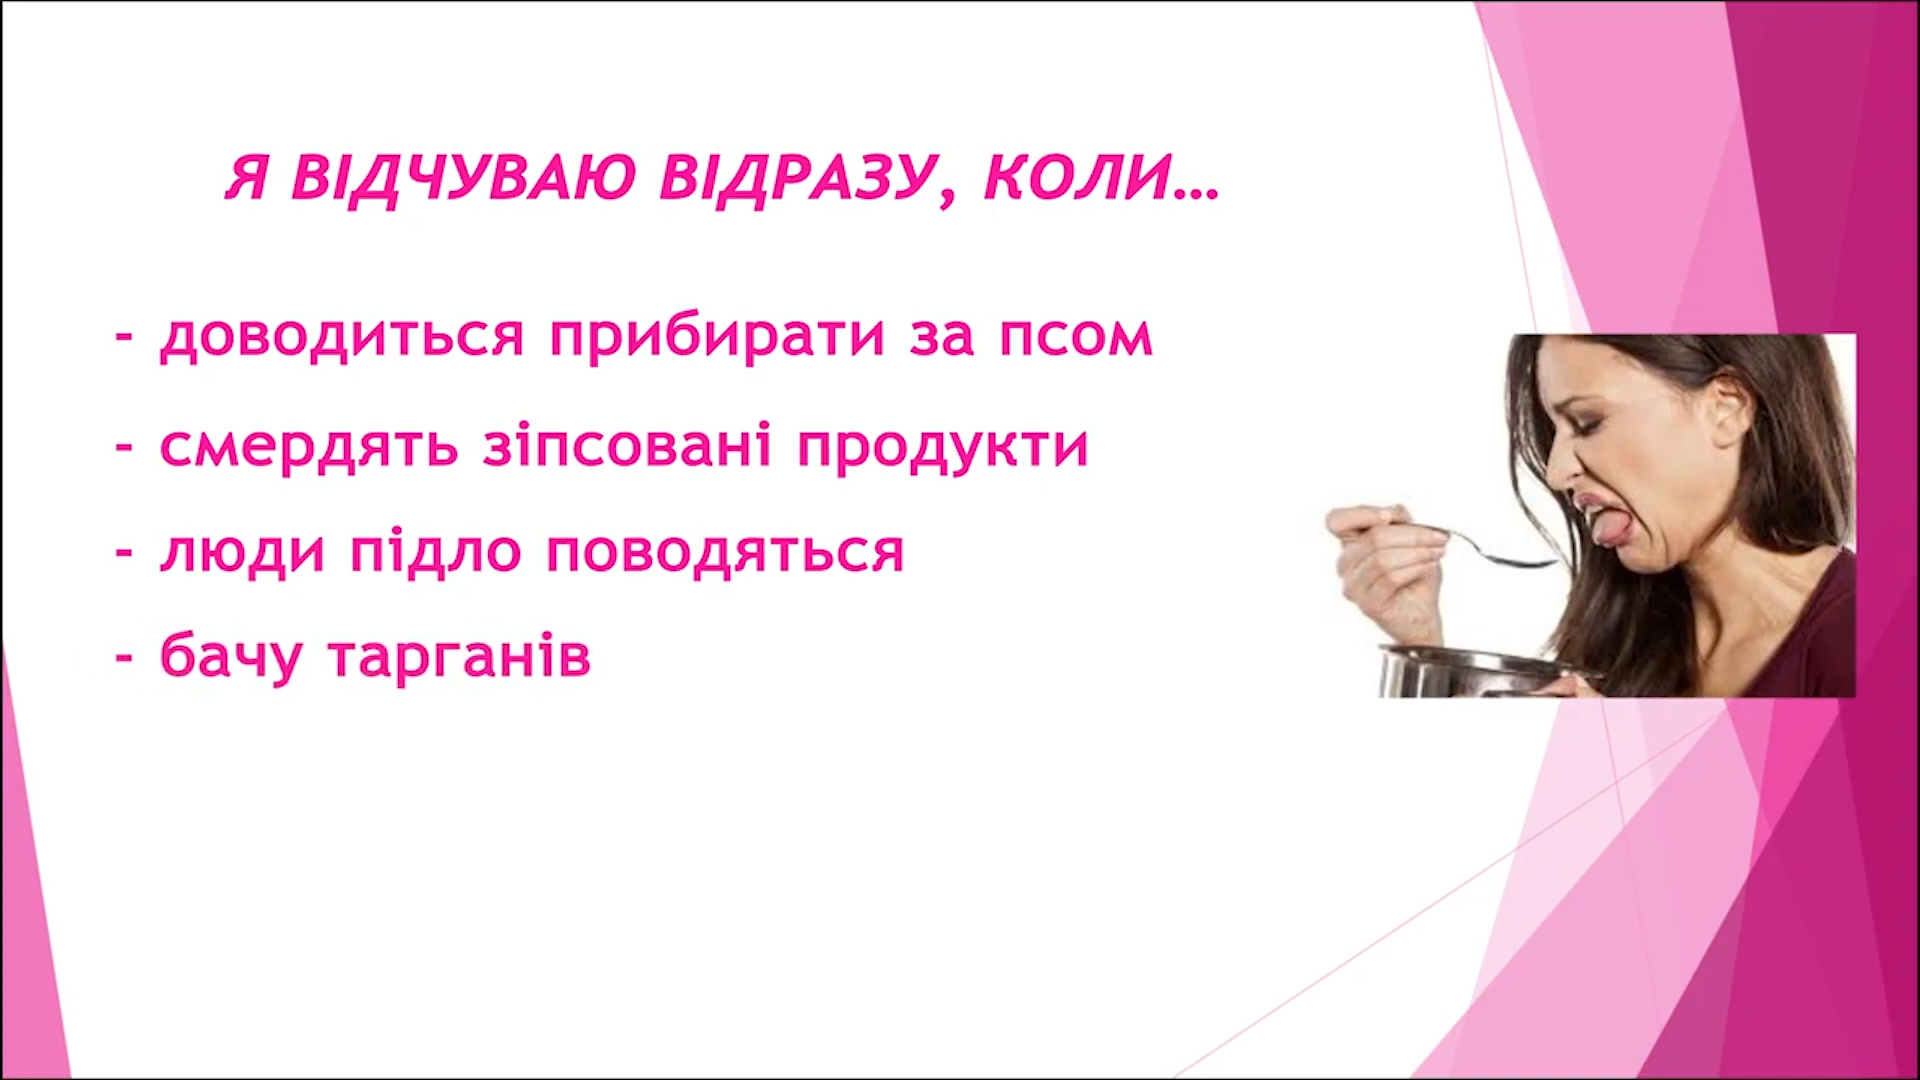 Я ВІДЧУВАЮ ВІДРАЗУ, КОЛИ…
- доводиться прибирати за псом
- смердять зіпсовані продукти
- люди підло поводяться
- бачу тарганів